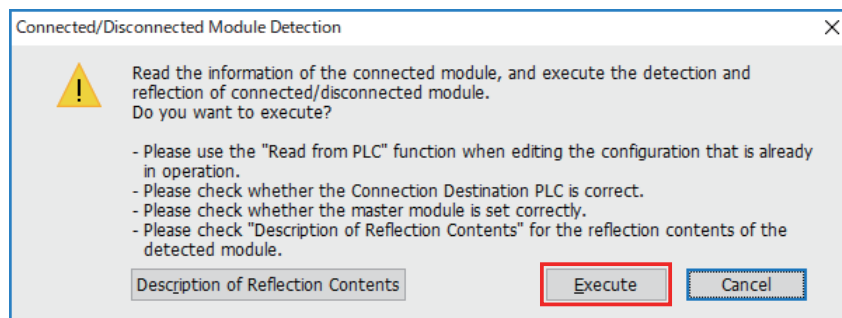 Connected/Disconnected Module Detection
Read the information of the connected module, and execute the detection and
reflection of connected/disconnected module.
Do you want to execute?
- Please use the "Read from PLC" function when editing the configuration that is already
in operation.
- Please check whether the Connection Destination PLC is correct.
- Please check whether the master module is set correctly.
- Please check "Description of Reflection Contents" for the reflection contents of the
detected module.
Description of Reflection Contents
Execute
Cancel